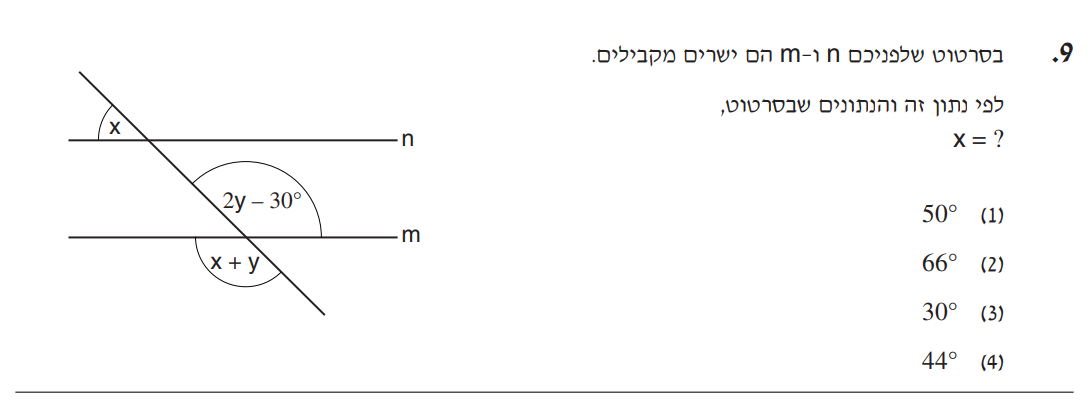 9. בסרטוט שלפניכם n ו-m הם ישרים מקבילים.
לפי נתון זה והנתונים שבסרטוט,
x = ?
(1) 50°
(2) 66°
(3) 30°
(4) 44°
x
n
2y – 30°
m
x + y